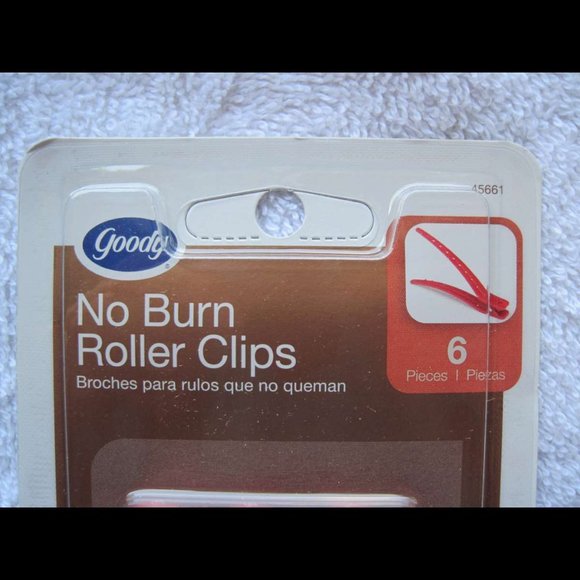 45661
goody
®
No Burn
Roller Clips
Broches para rulos que no queman
6
Pieces | Piezas